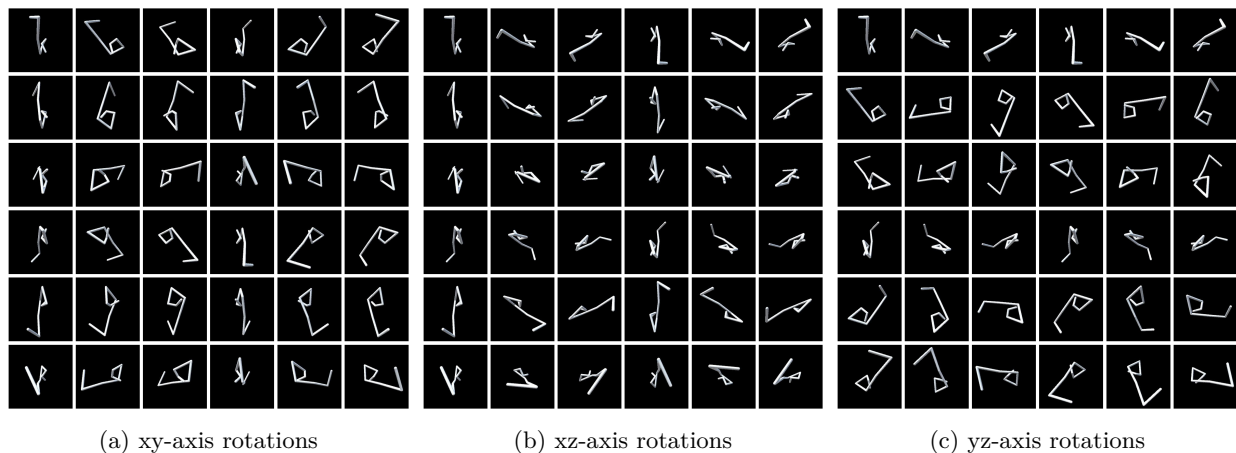 (a) xy-axis rotations
(b) xz-axis rotations
(c) yz-axis rotations